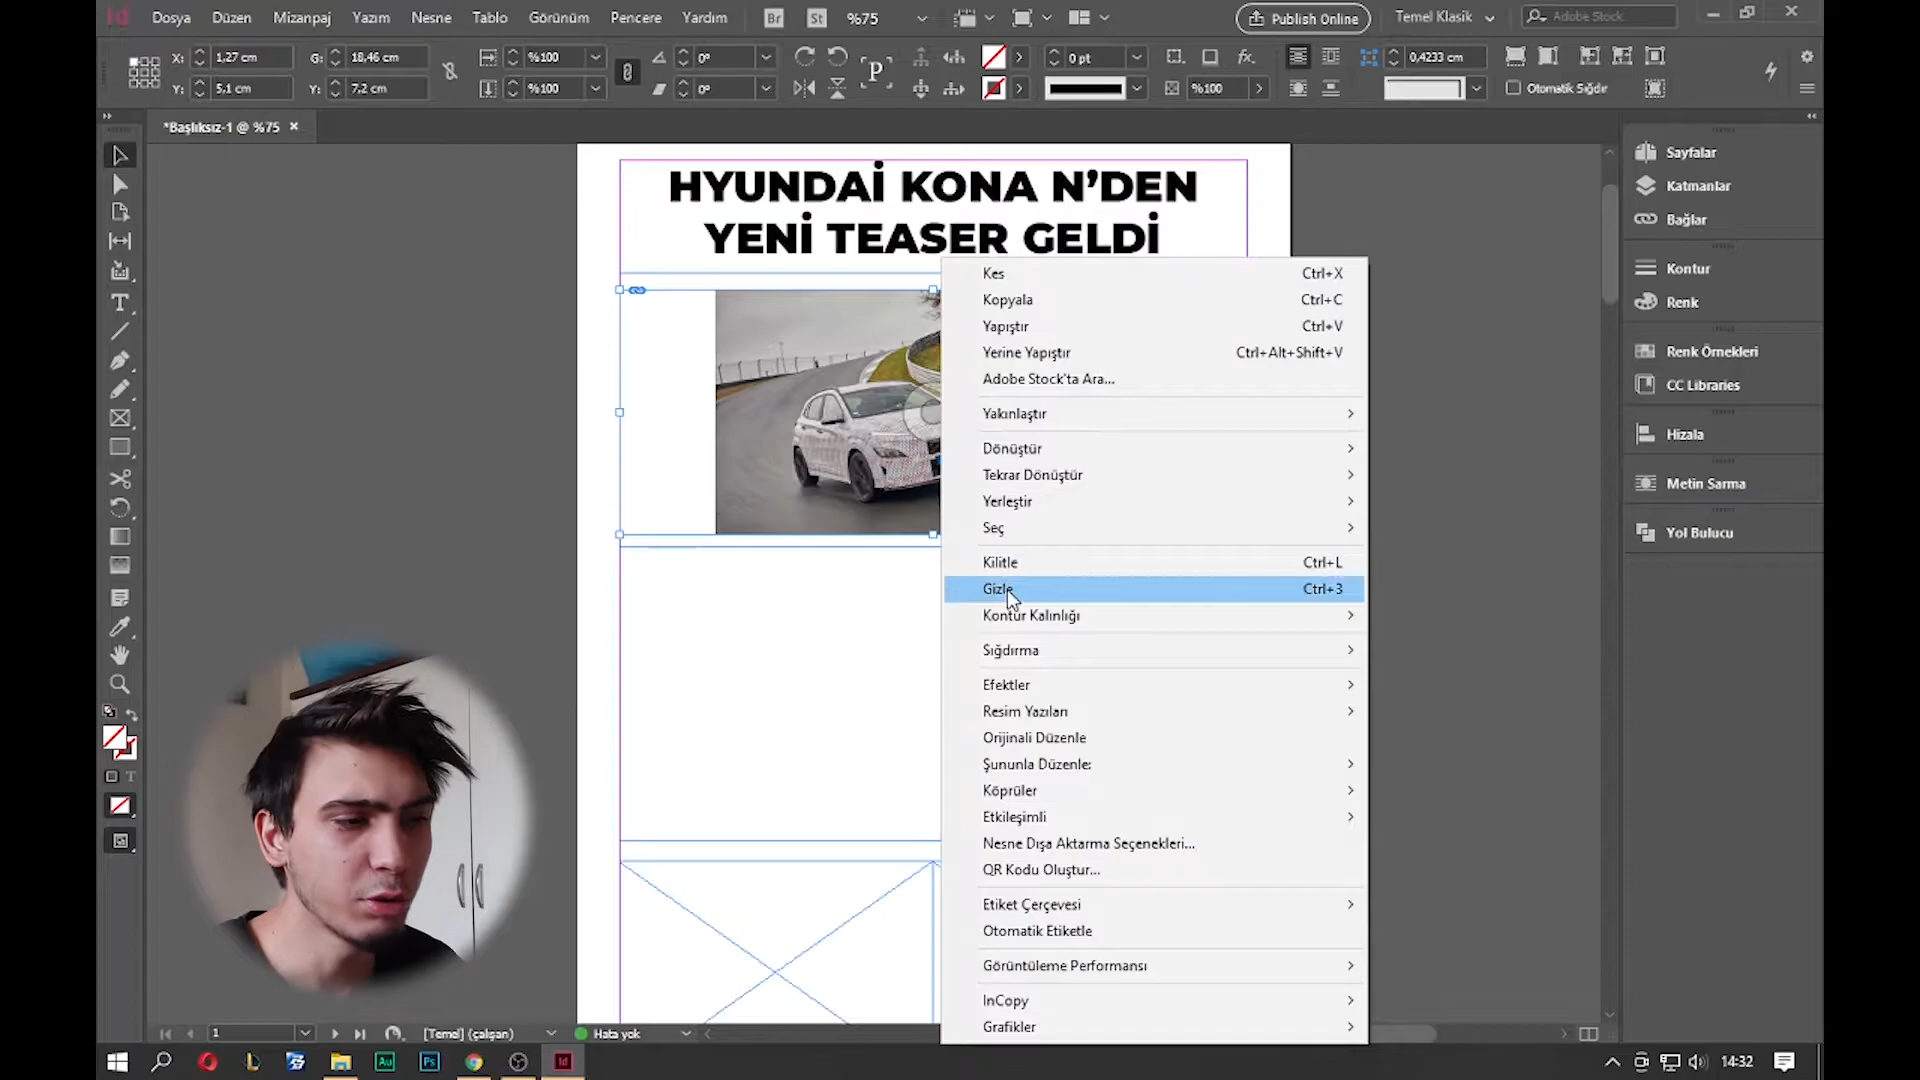 Id Dosya Düzen Mizanpaj Yazım Nesne Tablo Görünüm Pencere Yardım Br St %75 Publish Online Temel Klasik Adobe Stock
X: 1,27 cm G: 18,46 cm %100 0° P 0 pt fx. 0,4233 cm
Y: 5,1 cm Y: 7,2 cm %100 0° %100 Otomatik Sığdır
*Başlıksız-1 @ %75
HYUNDAİ KONA N’DEN
YENİ TEASER GELDİ
Kes Ctrl+X
Kopyala Ctrl+C
Yapıştır Ctrl+V
Yerine Yapıştır Ctrl+Alt+Shift+V
Adobe Stock'ta Ara...
Yakınlaştır
Dönüştür
Tekrar Dönüştür
Yerleştir
Seç
Kilitle Ctrl+L
Gizle Ctrl+3
Kontur Kalınlığı
Sığdırma
Efektler
Resim Yazıları
Orijinali Düzenle
Şununla Düzenle:
Köprüler
Etkileşimli
Nesne Dışa Aktarma Seçenekleri...
QR Kodu Oluştur...
Etiket Çerçevesi
Otomatik Etiketle
Görüntüleme Performansı
InCopy
Grafikler
Sayfalar
Katmanlar
Bağlar
Kontur
Renk
Renk Örnekleri
CC Libraries
Hizala
Metin Sarma
Yol Bulucu
1 [Temel] (çalışan) Hata yok
Au Ps Id 14:32